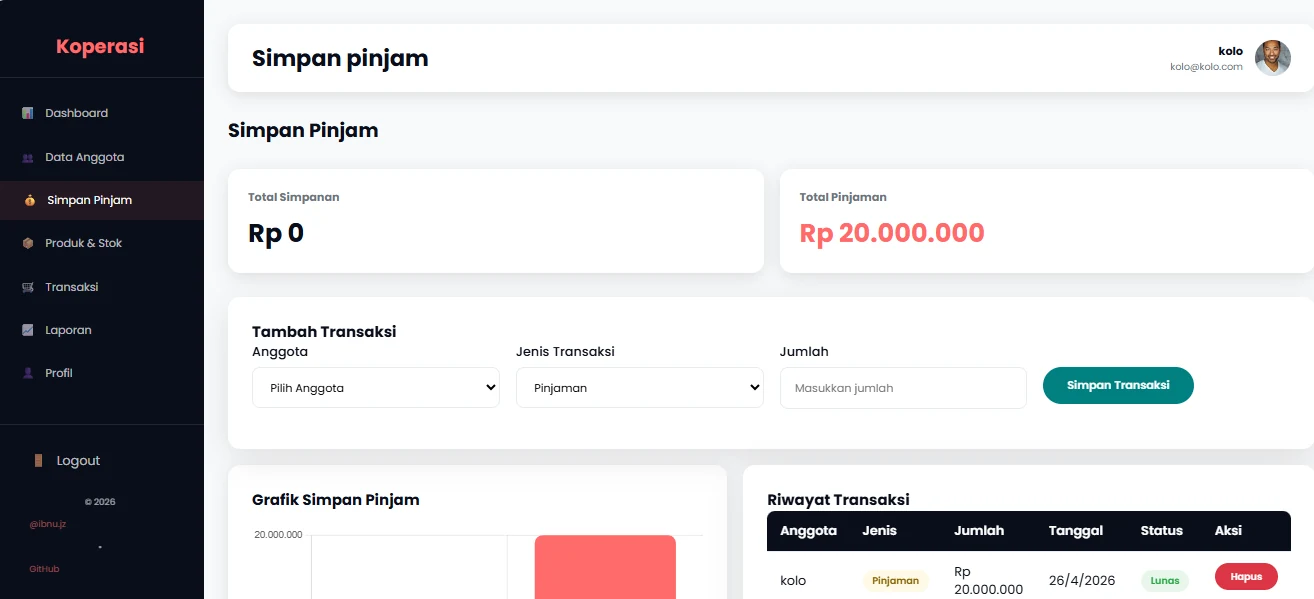 Koperasi
Dashboard
Data Anggota
Simpan Pinjam
Produk & Stok
Transaksi
Laporan
Profil
Logout
© 2026
@ibnu.jz
•
GitHub
Simpan pinjam
kolo
kolo@kolo.com
Simpan Pinjam
Total Simpanan
Rp 0
Total Pinjaman
Rp 20.000.000
Tambah Transaksi
Anggota
Pilih Anggota
Jenis Transaksi
Pinjaman
Jumlah
Masukkan jumlah
Simpan Transaksi
Grafik Simpan Pinjam
20.000.000
Riwayat Transaksi
Anggota Jenis Jumlah Tanggal Status Aksi
kolo Pinjaman Rp 20.000.000 26/4/2026 Lunas Hapus